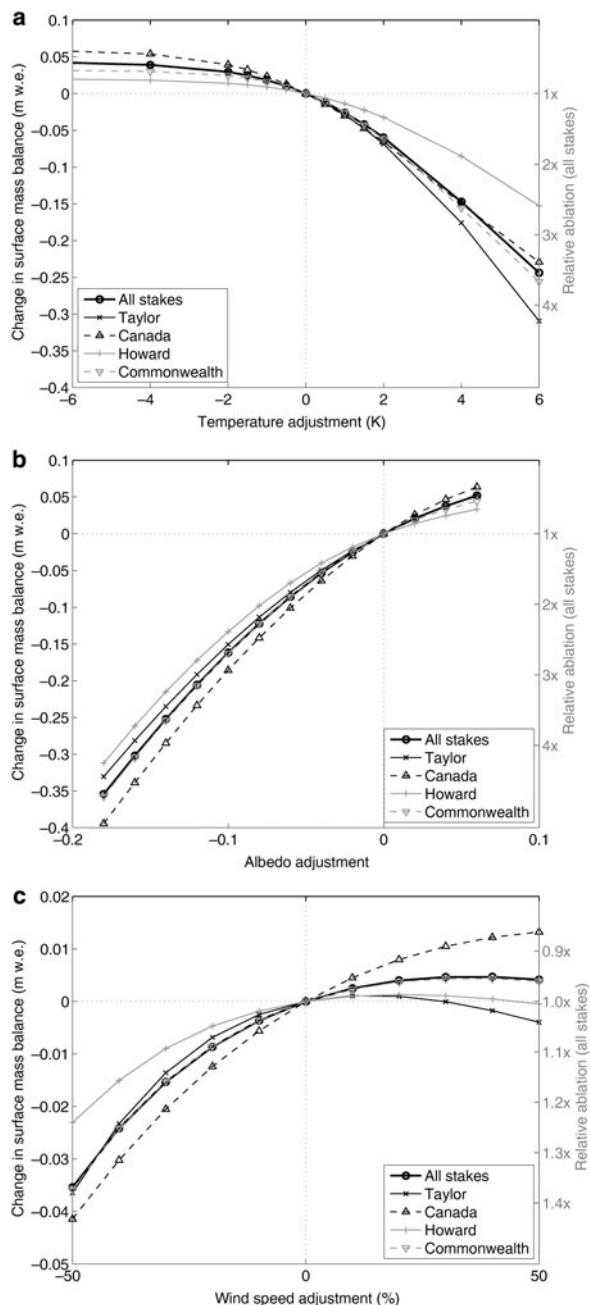 a
0.1
0.05
0
−0.05
−0.1
−0.15
−0.2
−0.25
−0.3
−0.35
−0.4
Change in surface mass balance (m w.e.)
1x
2x
3x
4x
Relative ablation (all stakes)
All stakes
Taylor
Canada
Howard
Commonwealth
−6 −4 −2 0 2 4 6
Temperature adjustment (K)
b
0.1
0.05
0
−0.05
−0.1
−0.15
−0.2
−0.25
−0.3
−0.35
−0.4
Change in surface mass balance (m w.e.)
1x
2x
3x
4x
Relative ablation (all stakes)
All stakes
Taylor
Canada
Howard
Commonwealth
−0.2 −0.1 0 0.1
Albedo adjustment
c
0.02
0.01
0
−0.01
−0.02
−0.03
−0.04
−0.05
Change in surface mass balance (m w.e.)
0.9x
1.0x
1.1x
1.2x
1.3x
1.4x
Relative ablation (all stakes)
All stakes
Taylor
Canada
Howard
Commonwealth
−50 0 50
Wind speed adjustment (%)